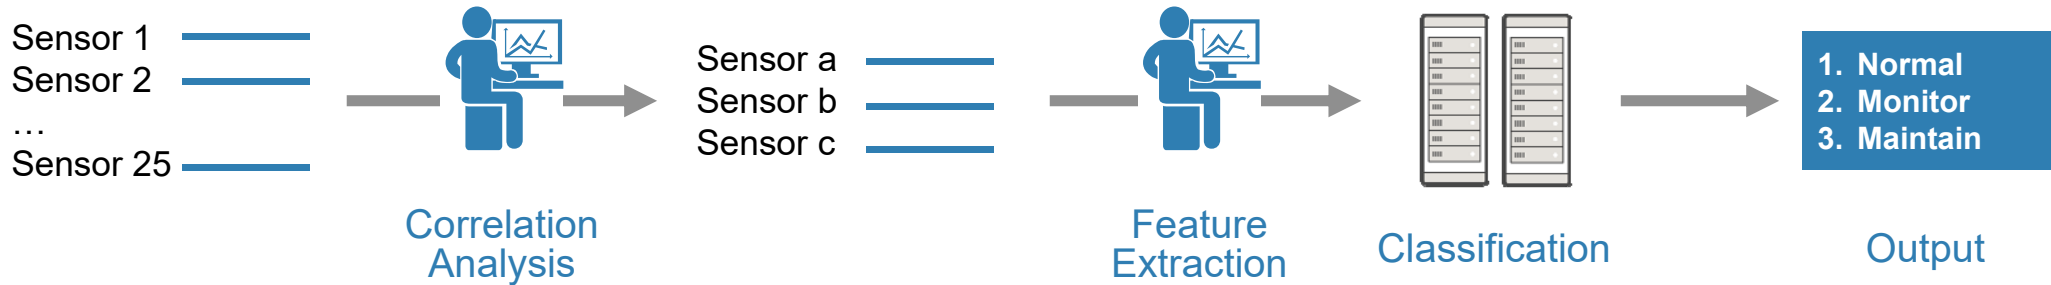 Sensor 1
Sensor 2
…
Sensor 25
Correlation
Analysis
Sensor a
Sensor b
Sensor c
Feature
Extraction
Classification
1. Normal
2. Monitor
3. Maintain
Output